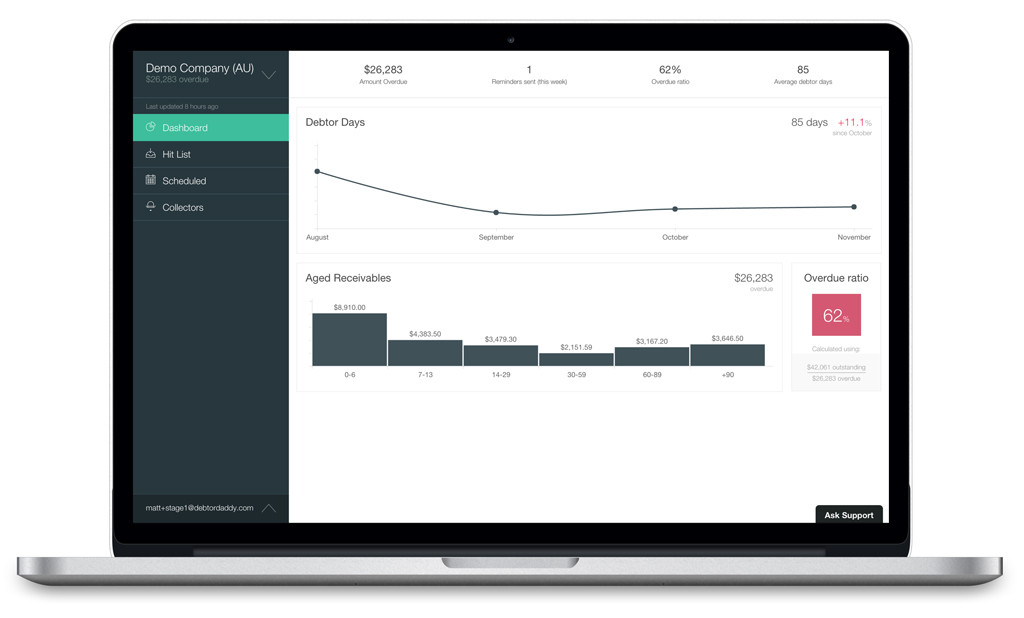 Demo Company (AU)
$26,283 overdue
Last updated 8 hours ago
Dashboard
Hit List
Scheduled
Collectors
matt+stage1@debtordaddy.com
$26,283
Amount Overdue
1
Reminders sent (this week)
62%
Overdue ratio
85
Average debtor days
Debtor Days
85 days +11.1%
since October
August September October November
Aged Receivables
$26,283
overdue
$8,910.00
$4,383.50
$3,479.30
$2,151.59
$3,167.20
$3,646.50
0-6 7-13 14-29 30-59 60-89 +90
Overdue ratio
62%
Calculated using:
$42,061 outstanding
$26,283 overdue
Ask Support